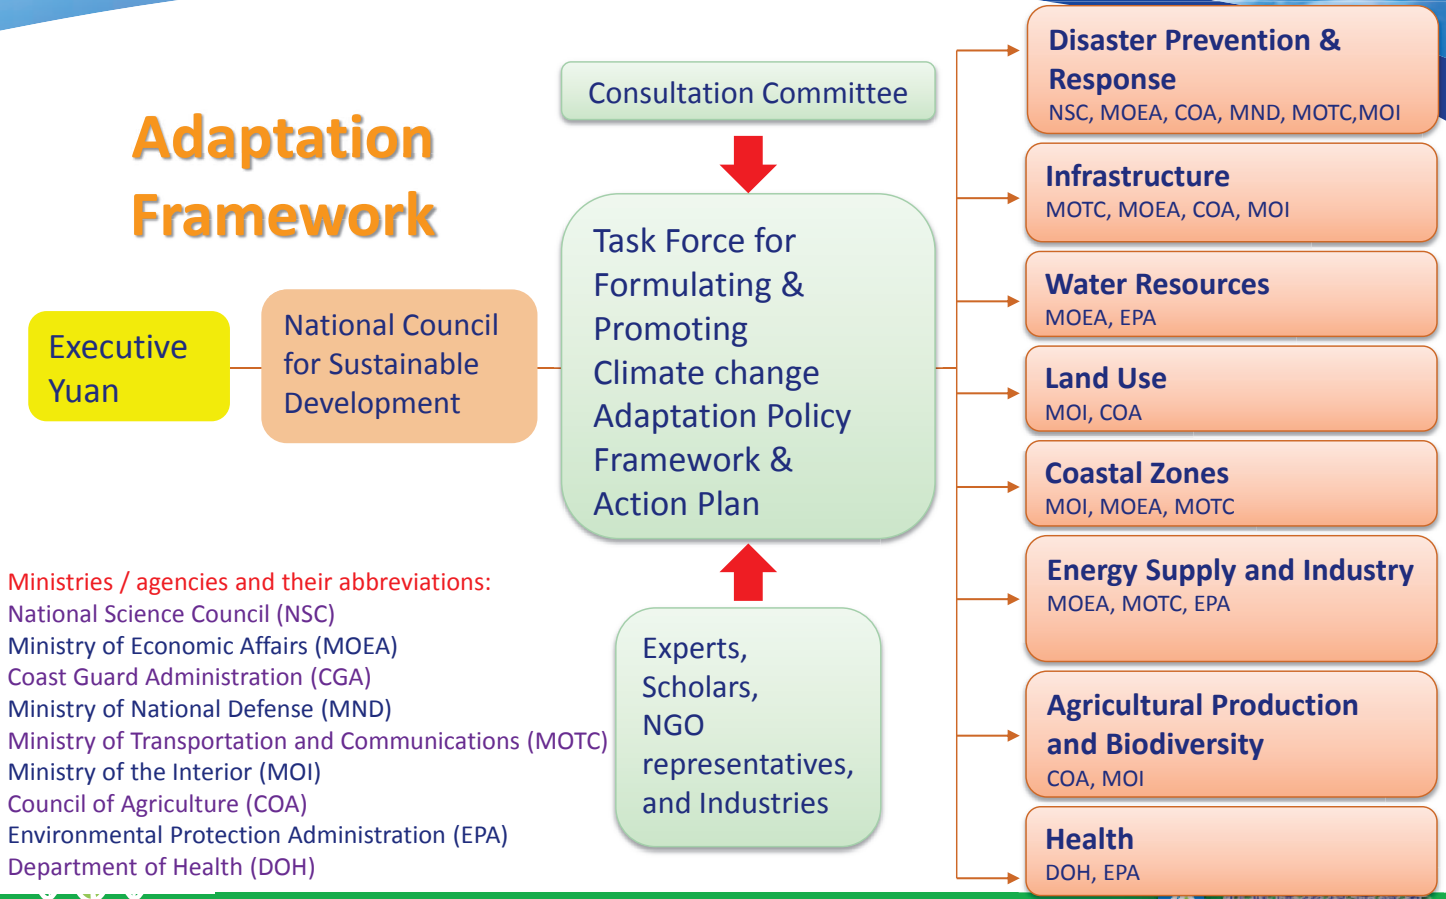 Adaptation
Framework
Executive
Yuan
National Council
for Sustainable
Development
Consultation Committee
Task Force for
Formulating &
Promoting
Climate change
Adaptation Policy
Framework &
Action Plan
Experts,
Scholars,
NGO
representatives,
and Industries
Disaster Prevention &
Response
NSC, MOEA, COA, MND, MOTC,MOI
Infrastructure
MOTC, MOEA, COA, MOI
Water Resources
MOEA, EPA
Land Use
MOI, COA
Coastal Zones
MOI, MOEA, MOTC
Energy Supply and Industry
MOEA, MOTC, EPA
Agricultural Production
and Biodiversity
COA, MOI
Health
DOH, EPA
Ministries / agencies and their abbreviations:
National Science Council (NSC)
Ministry of Economic Affairs (MOEA)
Coast Guard Administration (CGA)
Ministry of National Defense (MND)
Ministry of Transportation and Communications (MOTC)
Ministry of the Interior (MOI)
Council of Agriculture (COA)
Environmental Protection Administration (EPA)
Department of Health (DOH)